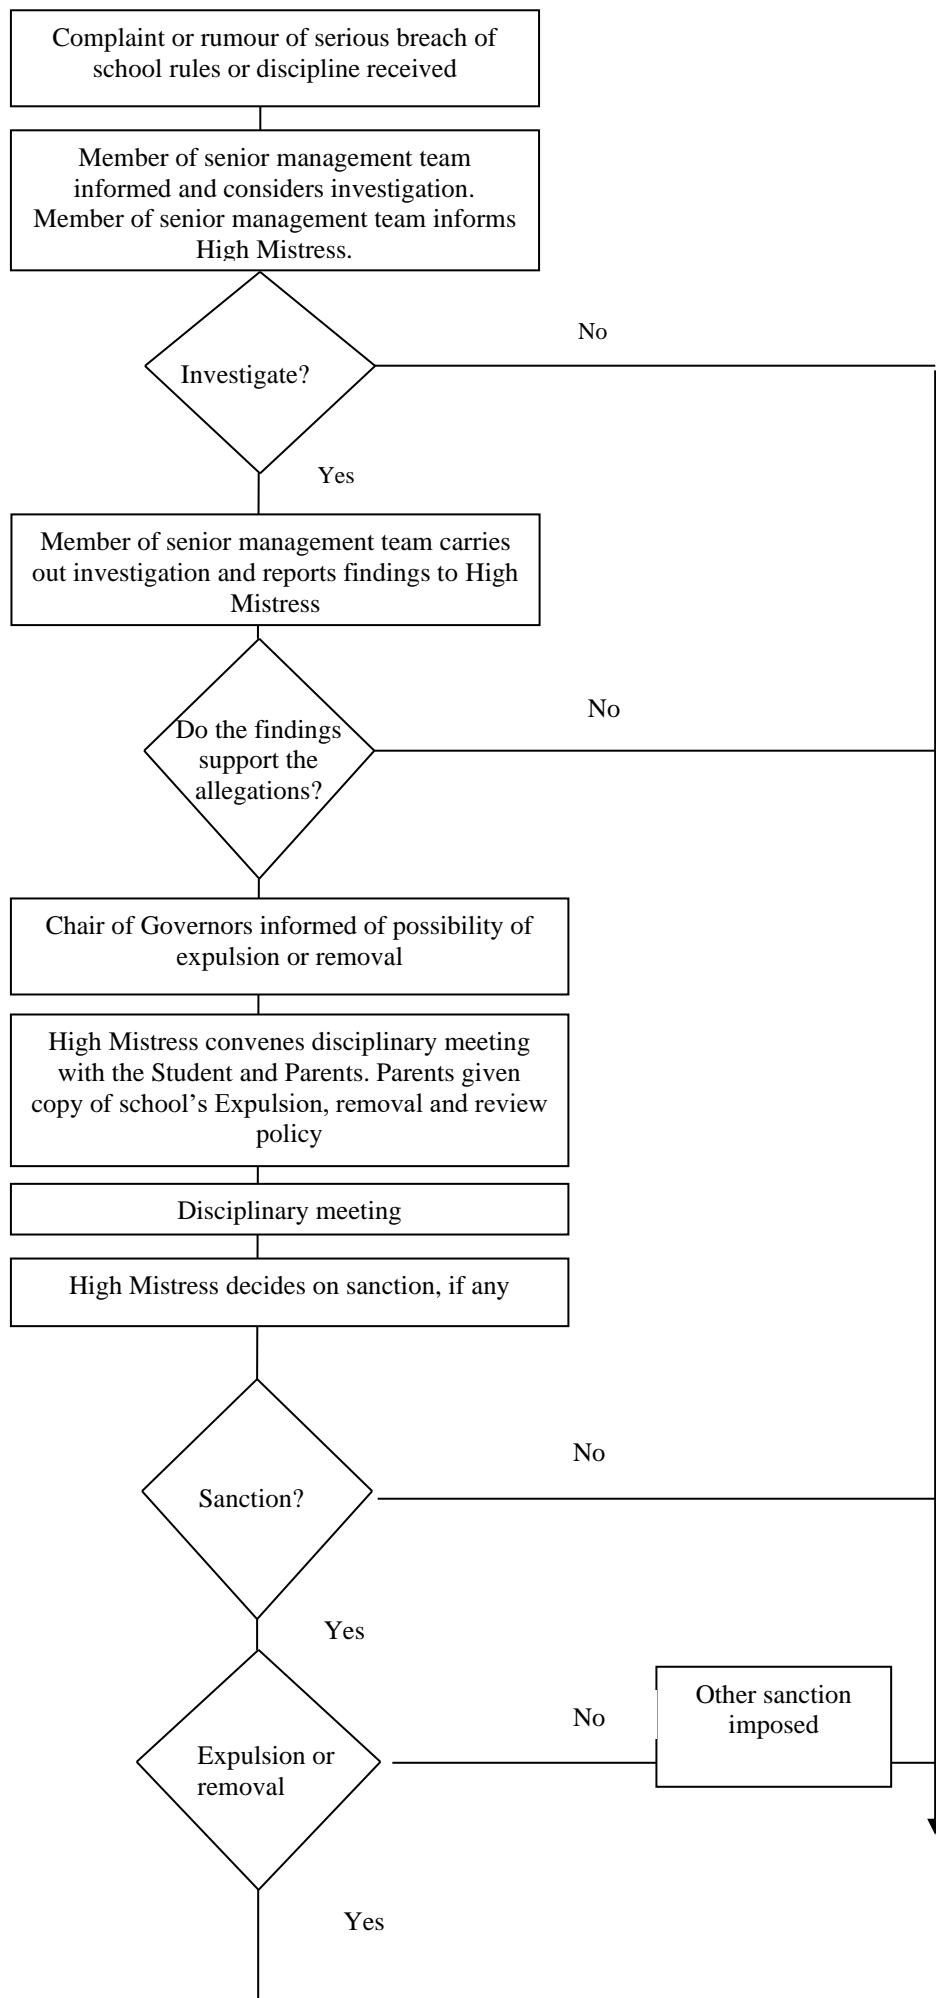 Complaint or rumour of serious breach of
school rules or discipline received
Member of senior management team
informed and considers investigation.
Member of senior management team informs
High Mistress.
No
Investigate?
Yes
Member of senior management team carries
out investigation and reports findings to High
Mistress
No
Do the findings
support the
allegations?
Chair of Governors informed of possibility of
expulsion or removal
High Mistress convenes disciplinary meeting
with the Student and Parents. Parents given
copy of school’s Expulsion, removal and review
policy
Disciplinary meeting
High Mistress decides on sanction, if any
No
Sanction?
Yes
Other sanction
imposed
No
Expulsion or
removal
Yes